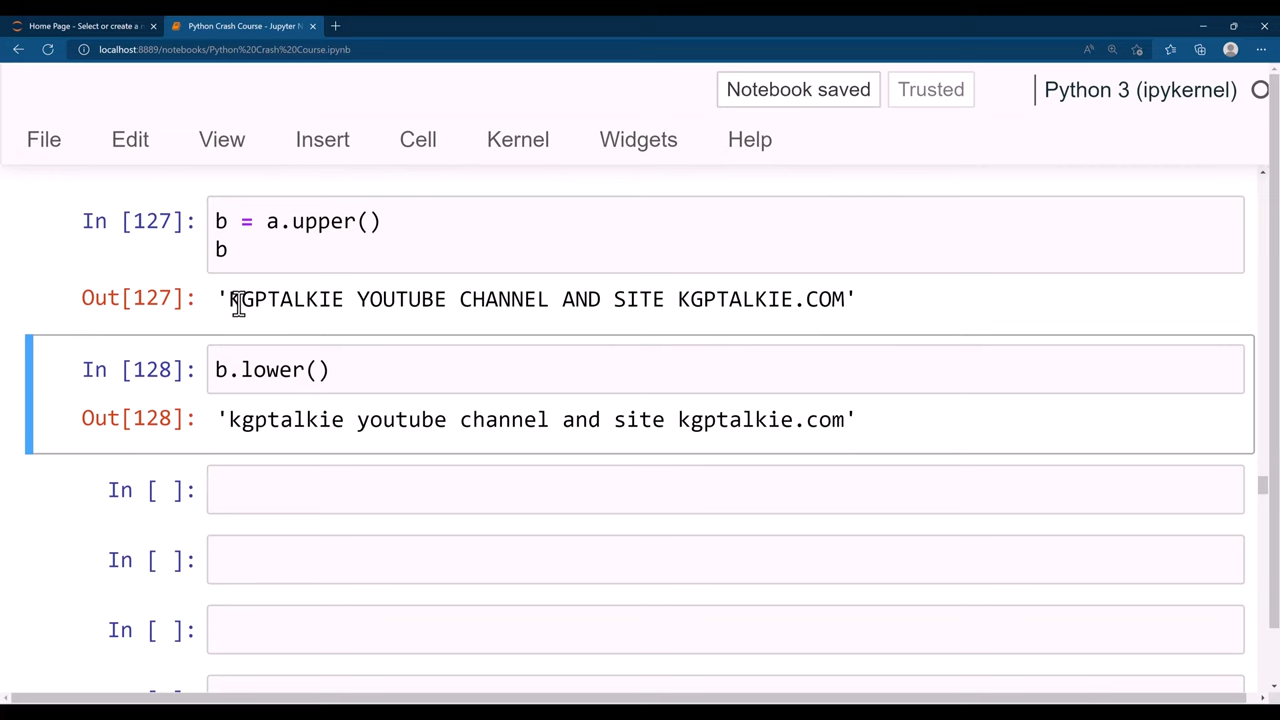 Home Page - Select or create a n
Python Crash Course - Jupyter N
localhost:8889/notebooks/Python%20Crash%20Course.ipynb
Notebook saved
Trusted
Python 3 (ipykernel)
File Edit View Insert Cell Kernel Widgets Help
In [127]: b = a.upper()
b
Out[127]: 'KGPTALKIE YOUTUBE CHANNEL AND SITE KGPTALKIE.COM'
In [128]: b.lower()
Out[128]: 'kgptalkie youtube channel and site kgptalkie.com'
In [ ]:
In [ ]:
In [ ]: